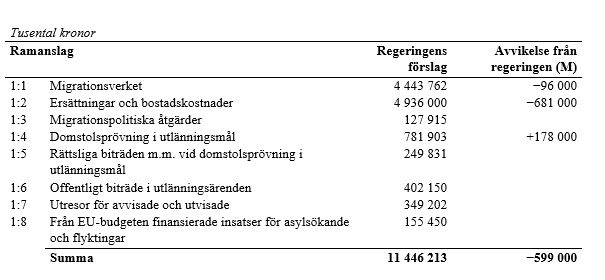 Tusental kronor
Ramanslag Regeringens förslag Avvikelse från regeringen (M)
1:1 Migrationsverket 4 443 762 −96 000
1:2 Ersättningar och bostadskostnader 4 936 000 −681 000
1:3 Migrationspolitiska åtgärder 127 915
1:4 Domstolsprövning i utlänningsmål 781 903 +178 000
1:5 Rättsliga biträden m.m. vid domstolsprövning i 249 831
utlänningsmål
1:6 Offentligt biträde i utlänningsärenden 402 150
1:7 Utresor för avvisade och utvisade 349 202
1:8 Från EU-budgeten finansierade insatser för asylsökande 155 450
och flyktingar
Summa 11 446 213 −599 000